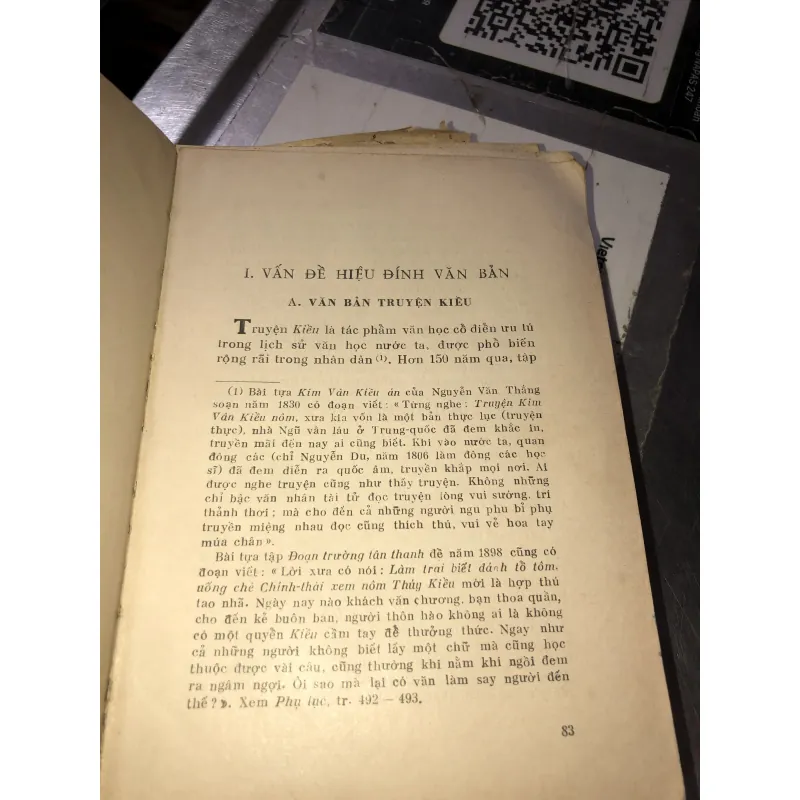 NAPAS 247
Vietn
I. VẤN ĐỀ HIỆU ĐÍNH VĂN BẢN
A. VĂN BẢN TRUYỆN KIỀU
Truyện Kiều là tác phẩm văn học cổ điển ưu tú
trong lịch sử văn học nước ta, được phổ biến
rộng rãi trong nhân dân (1). Hơn 150 năm qua, tập
(1) Bài tựa Kim Vân Kiều án của Nguyễn Văn Thắng
soạn năm 1830 có đoạn viết : « Từng nghe : Truyện Kim
Vân Kiều nôm, xưa kia vốn là một bản thực lục (truyện
thực), nhà Ngũ vân lâu ở Trung-quốc đã đem khắc in,
truyền mãi đến nay ai cũng biết. Khi vào nước ta, quan
đông các (chỉ Nguyễn Du, năm 1806 làm đông các học
sĩ) đã đem diễn ra quốc âm, truyền khắp mọi nơi. Ai
được nghe truyện cũng như thấy truyện. Không những
chỉ bậc văn nhân tài tử đọc truyện lòng vui sướng, trí
thảnh thơi ; mà cho đến cả những người ngu phu bỉ phụ
truyền miệng nhau đọc cũng thích thú, vui vẻ hoa tay
múa chân ».
Bài tựa tập Đoạn trường tân thanh đề năm 1898 cũng có
đoạn viết : « Lời xưa có nói : Làm trai biết đánh tổ tôm,
uống chè Chính-thái xem nôm Thúy Kiều mới là hợp thú
tao nhã. Ngày nay nào khách văn chương, bạn thoa quần,
cho đến kẻ buôn bán, người thôn hào không ai là không
có một quyển Kiều cầm tay để thưởng thức. Ngay như
cả những người không biết lấy một chữ mà cũng học
thuộc được vài câu, cũng thường khi nằm khi ngồi đem
ra ngâm ngợi. Ôi sao mà lại có văn làm say người đến
thế ? ». Xem Phụ lục, tr. 492 — 493.
83